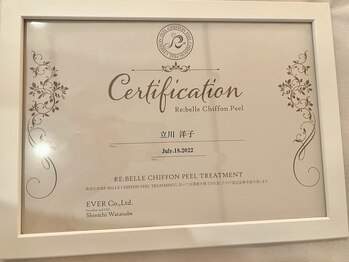 R
Certification
Re:belle Chiffon Peel
立川 洋子
July.18.2022
RE:BELLE CHIFFON PEEL TREATMENT
EVER Co.,Ltd.
Shinichi Watanabe